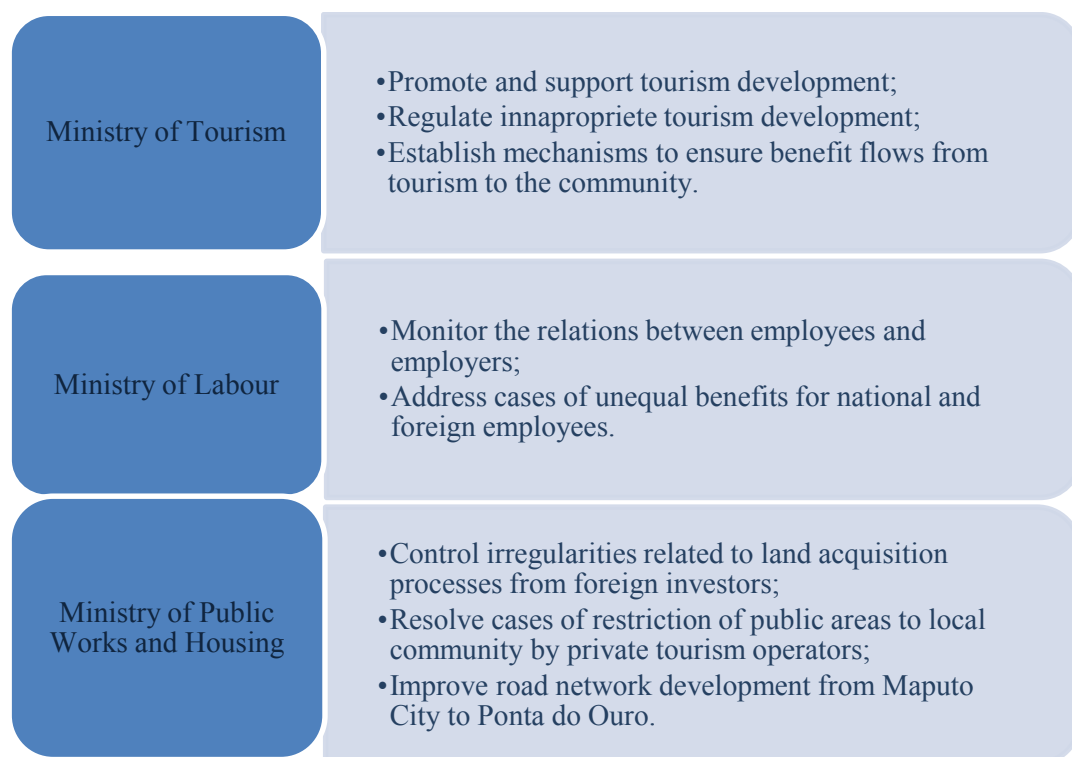 Ministry of Tourism
•Promote and support tourism development;
•Regulate innapropriete tourism development;
•Establish mechanisms to ensure benefit flows from
tourism to the community.
Ministry of Labour
•Monitor the relations between employees and
employers;
•Address cases of unequal benefits for national and
foreign employees.
Ministry of Public
Works and Housing
•Control irregularities related to land acquisition
processes from foreign investors;
•Resolve cases of restriction of public areas to local
community by private tourism operators;
•Improve road network development from Maputo
City to Ponta do Ouro.